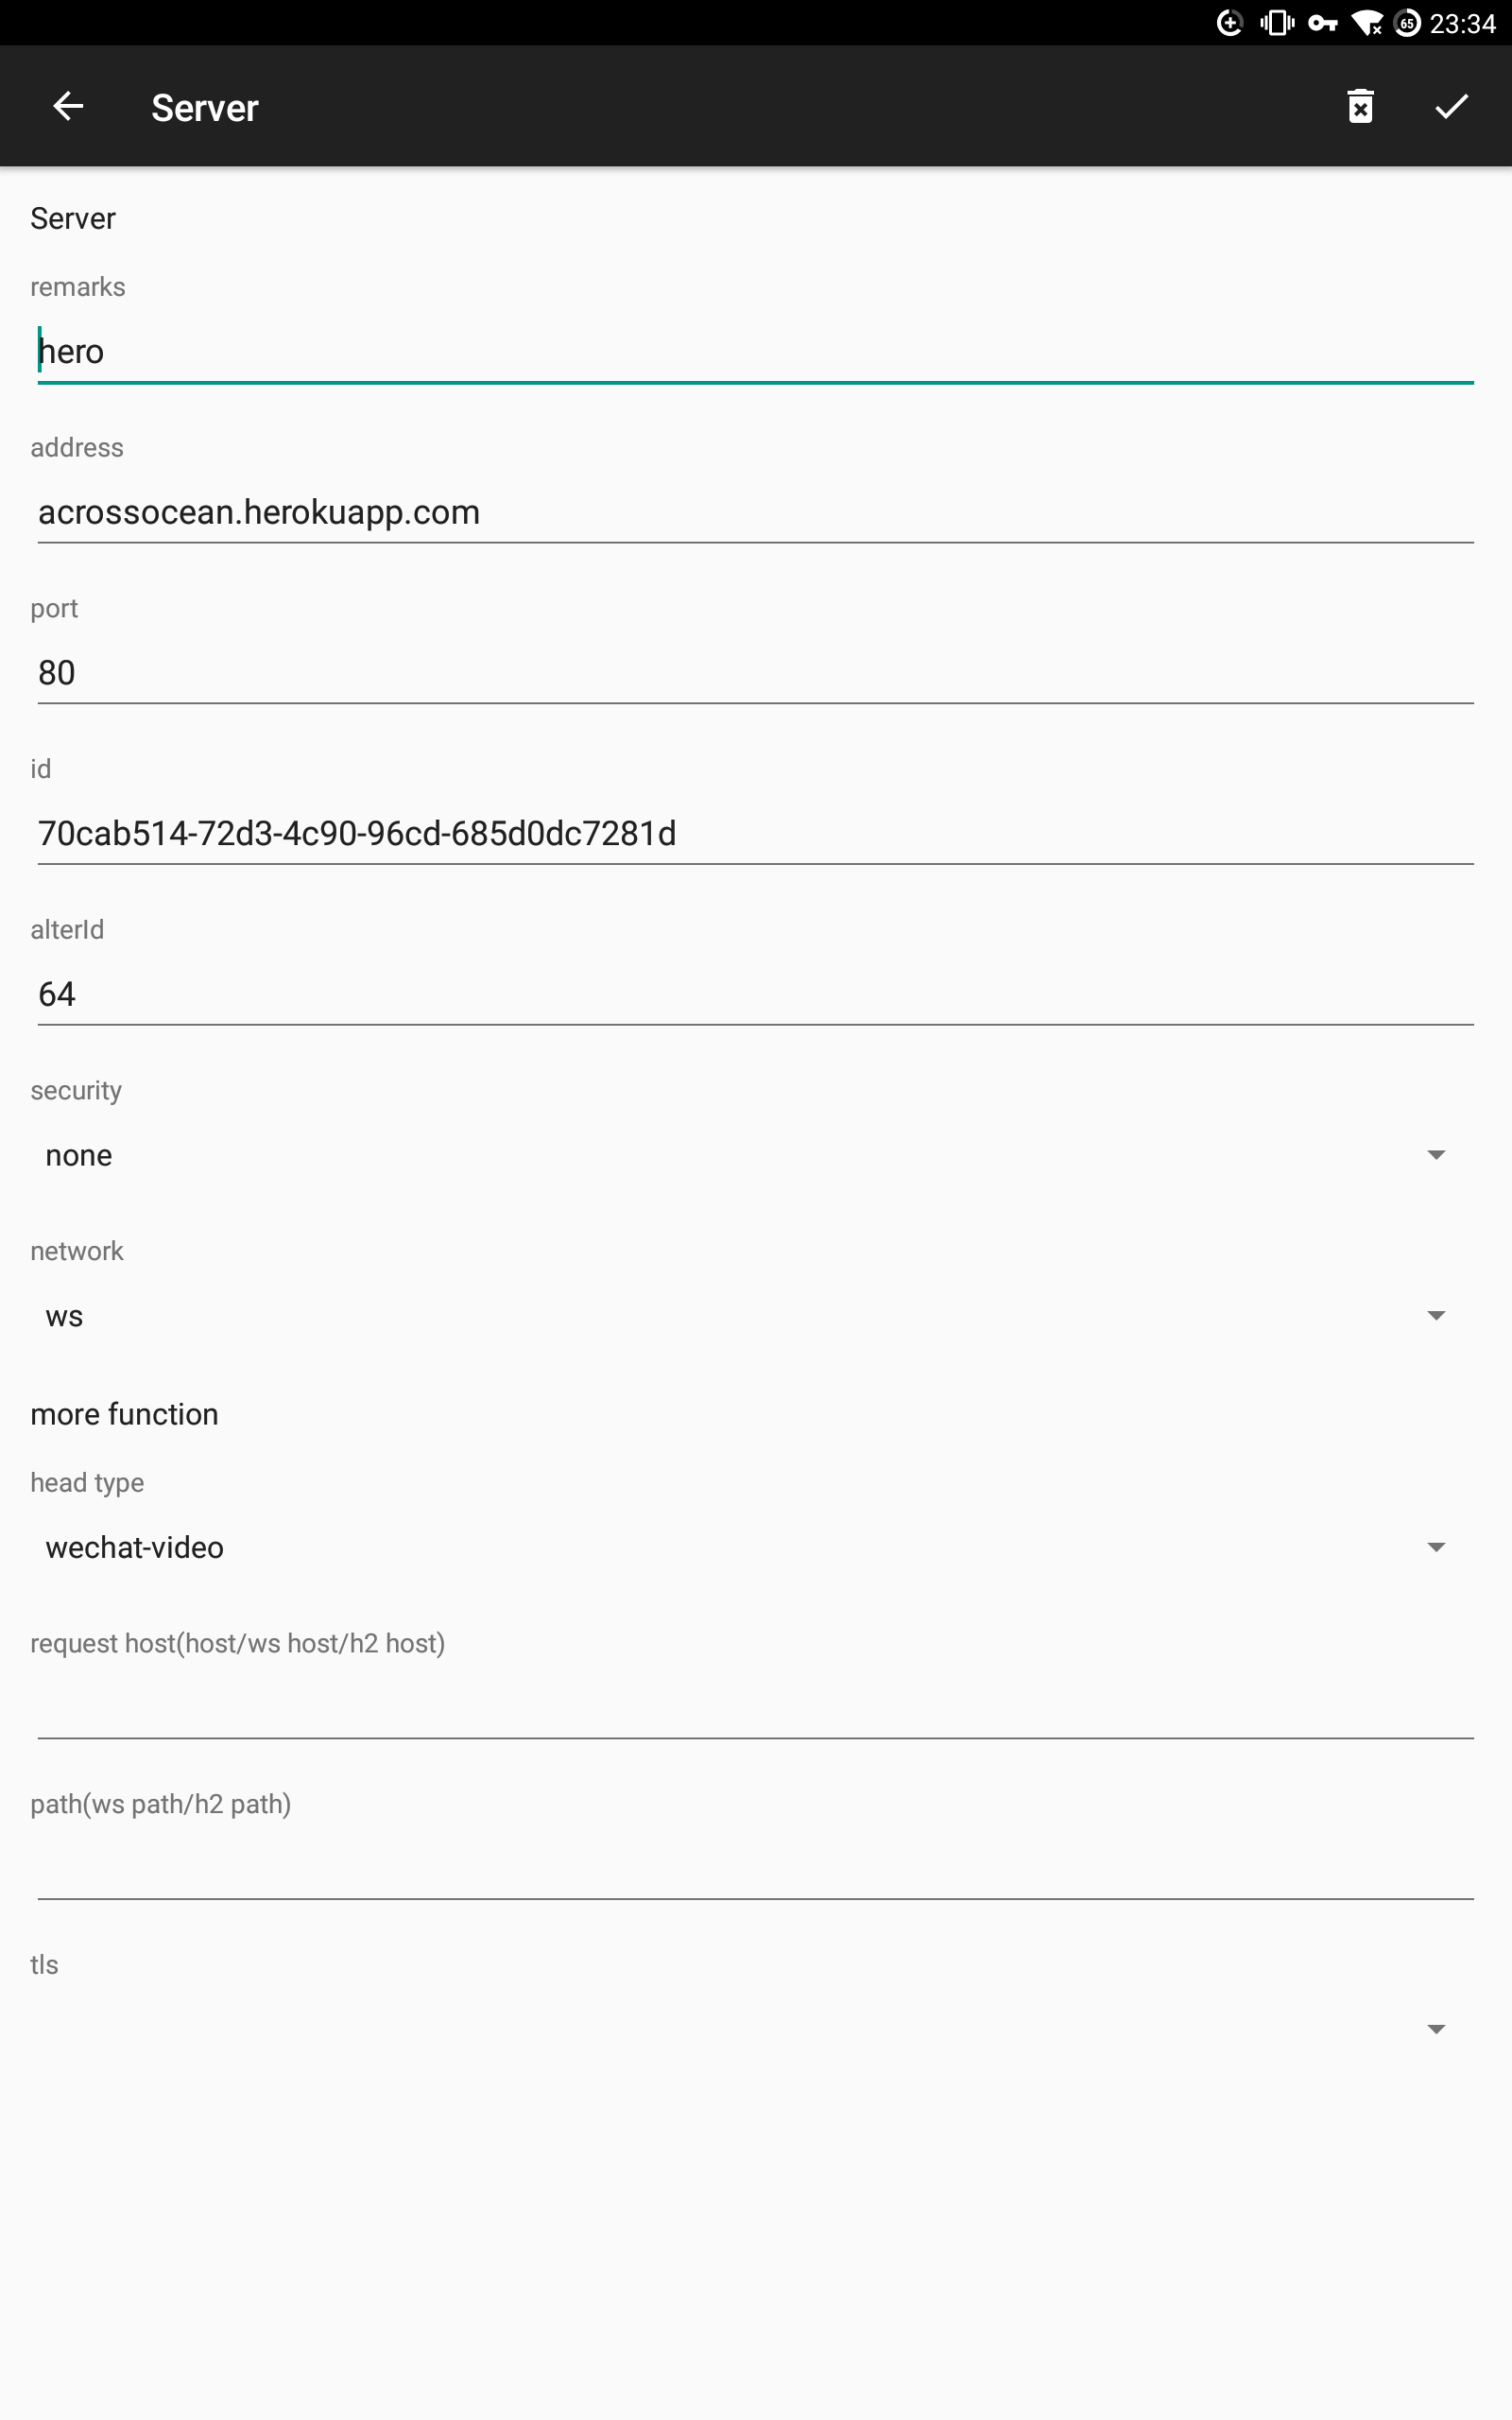 65 23:34
Server
Server
remarks
hero
address
acrossocean.herokuapp.com
port
80
id
70cab514-72d3-4c90-96cd-685d0dc7281d
alterId
64
security
none
network
ws
more function
head type
wechat-video
request host(host/ws host/h2 host)
path(ws path/h2 path)
tls